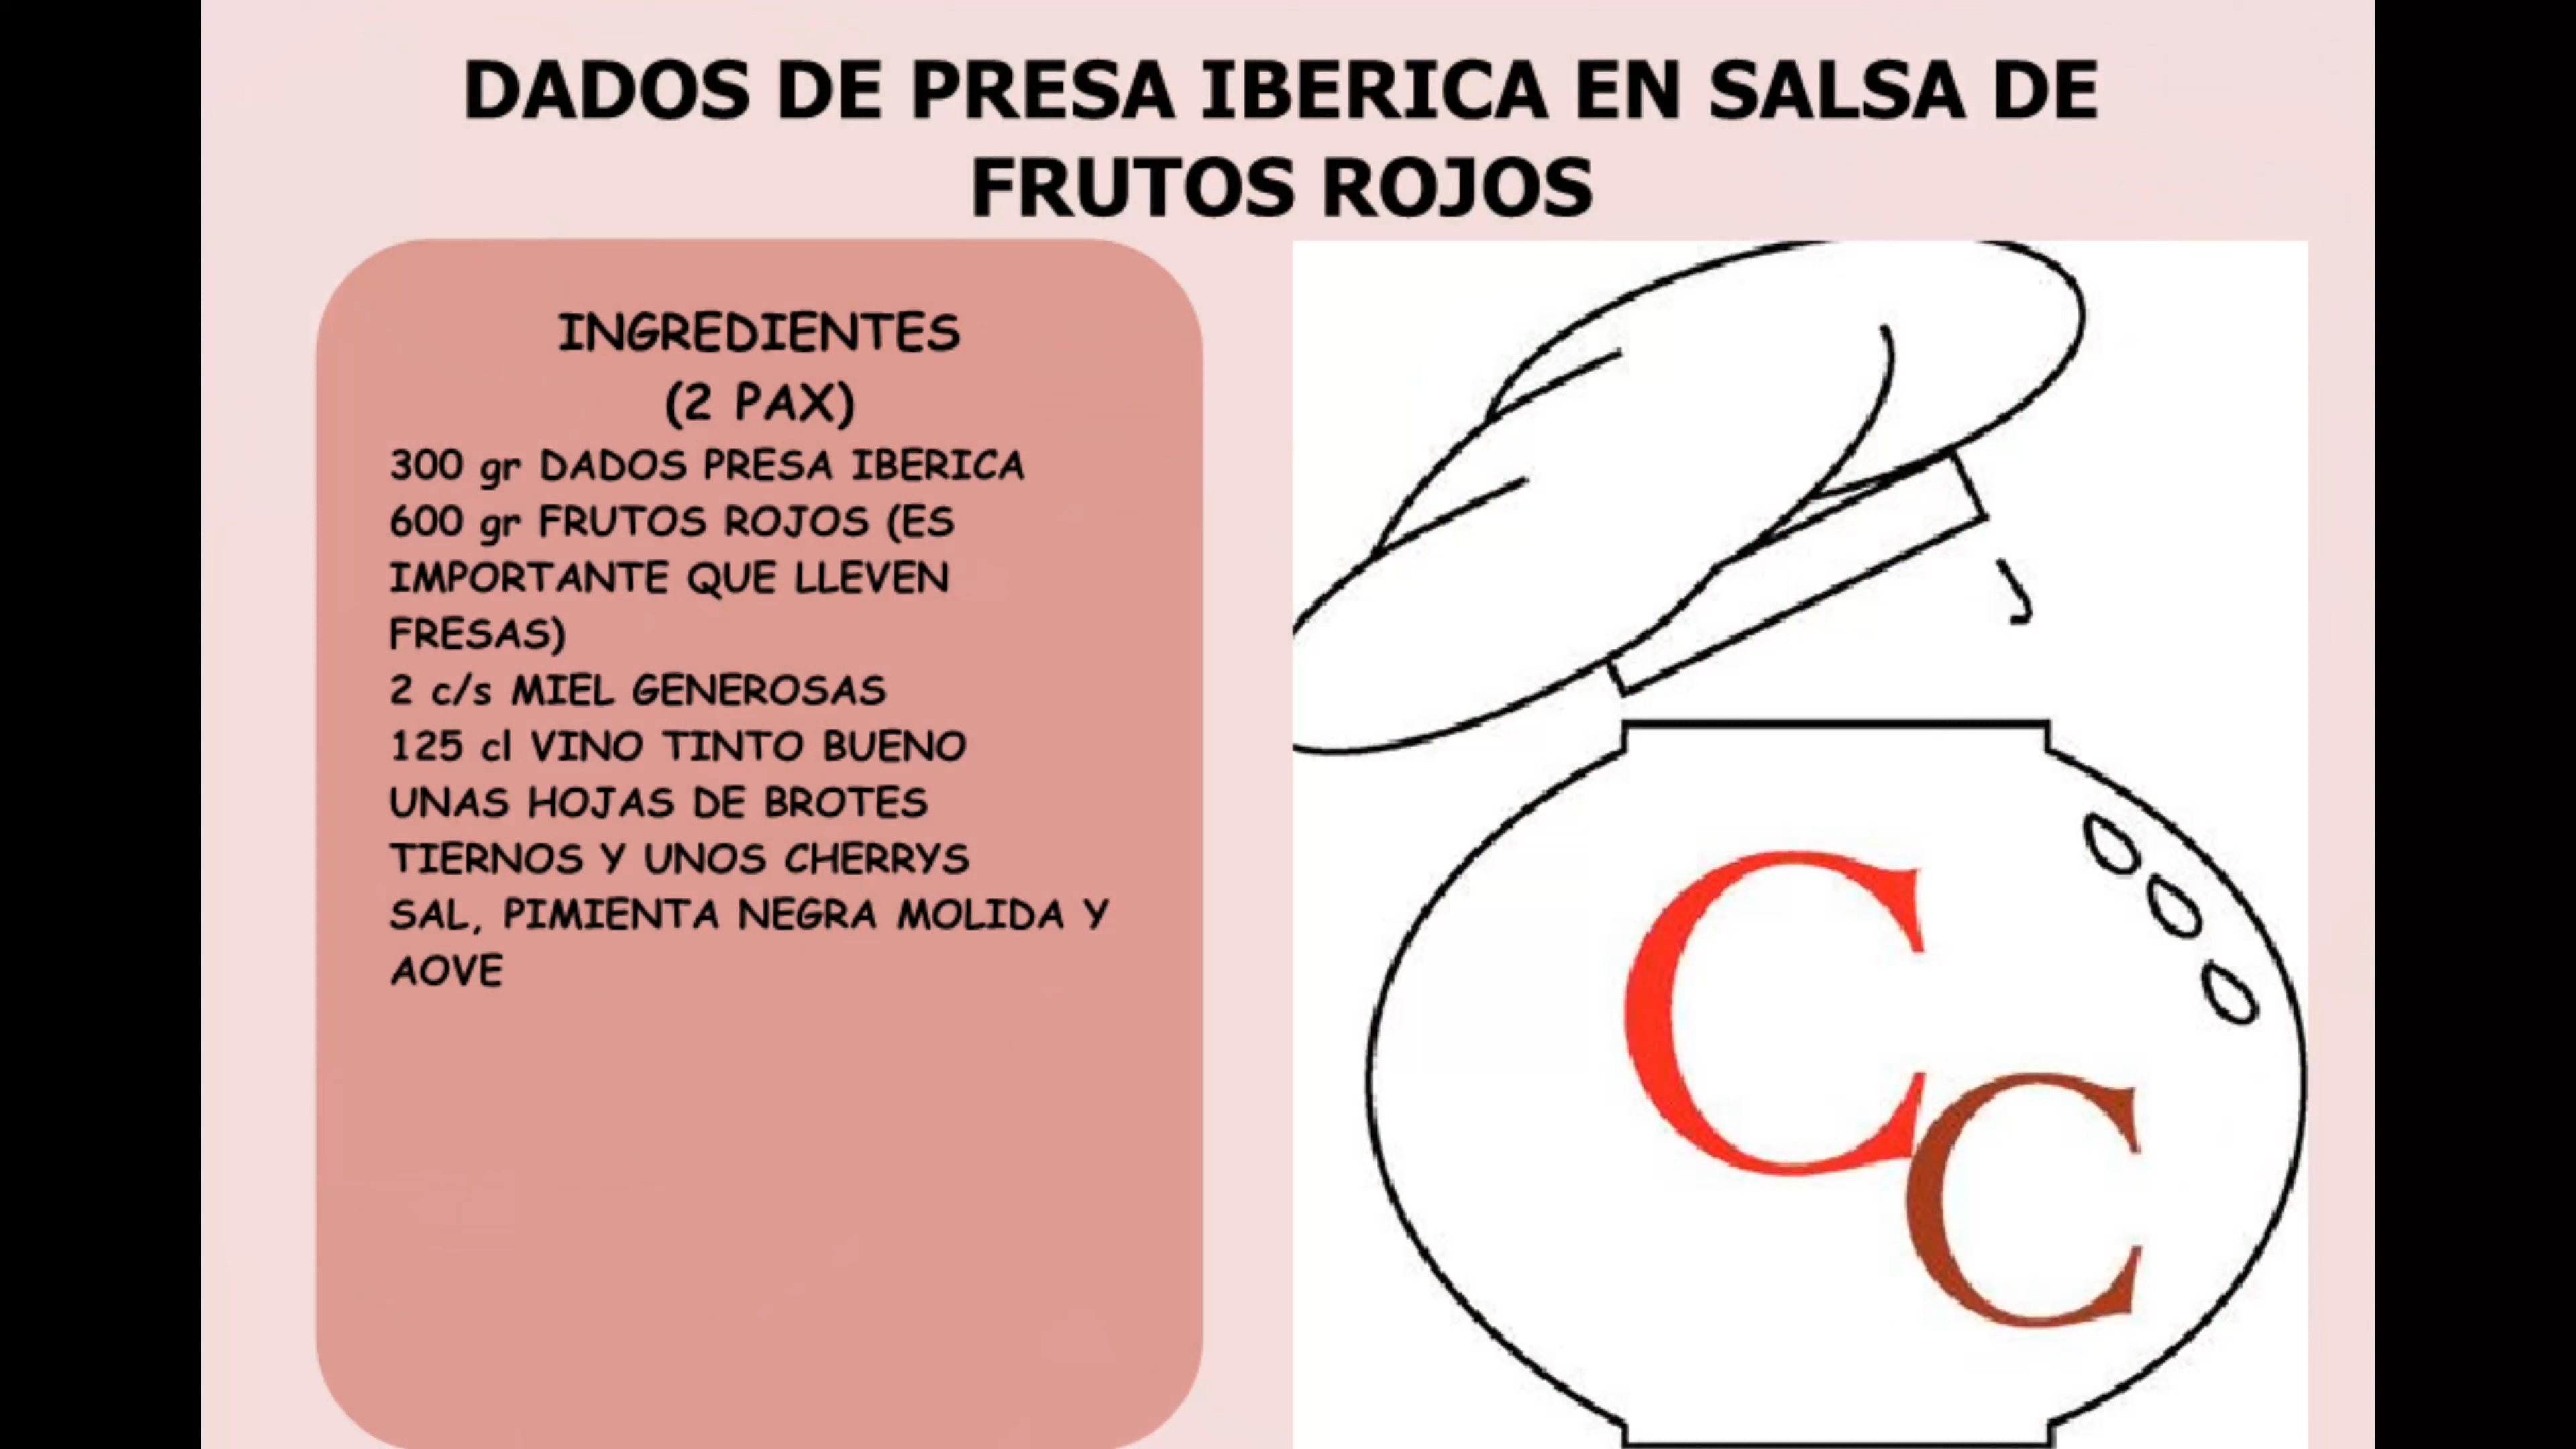 DADOS DE PRESA IBERICA EN SALSA DE
FRUTOS ROJOS
INGREDIENTES
(2 PAX)
300 gr DADOS PRESA IBERICA
600 gr FRUTOS ROJOS (ES
IMPORTANTE QUE LLEVEN
FRESAS)
2 c/s MIEL GENEROSAS
125 cl VINO TINTO BUENO
UNAS HOJAS DE BROTES
TIERNOS Y UNOS CHERRYS
SAL, PIMIENTA NEGRA MOLIDA Y
AOVE
C
C